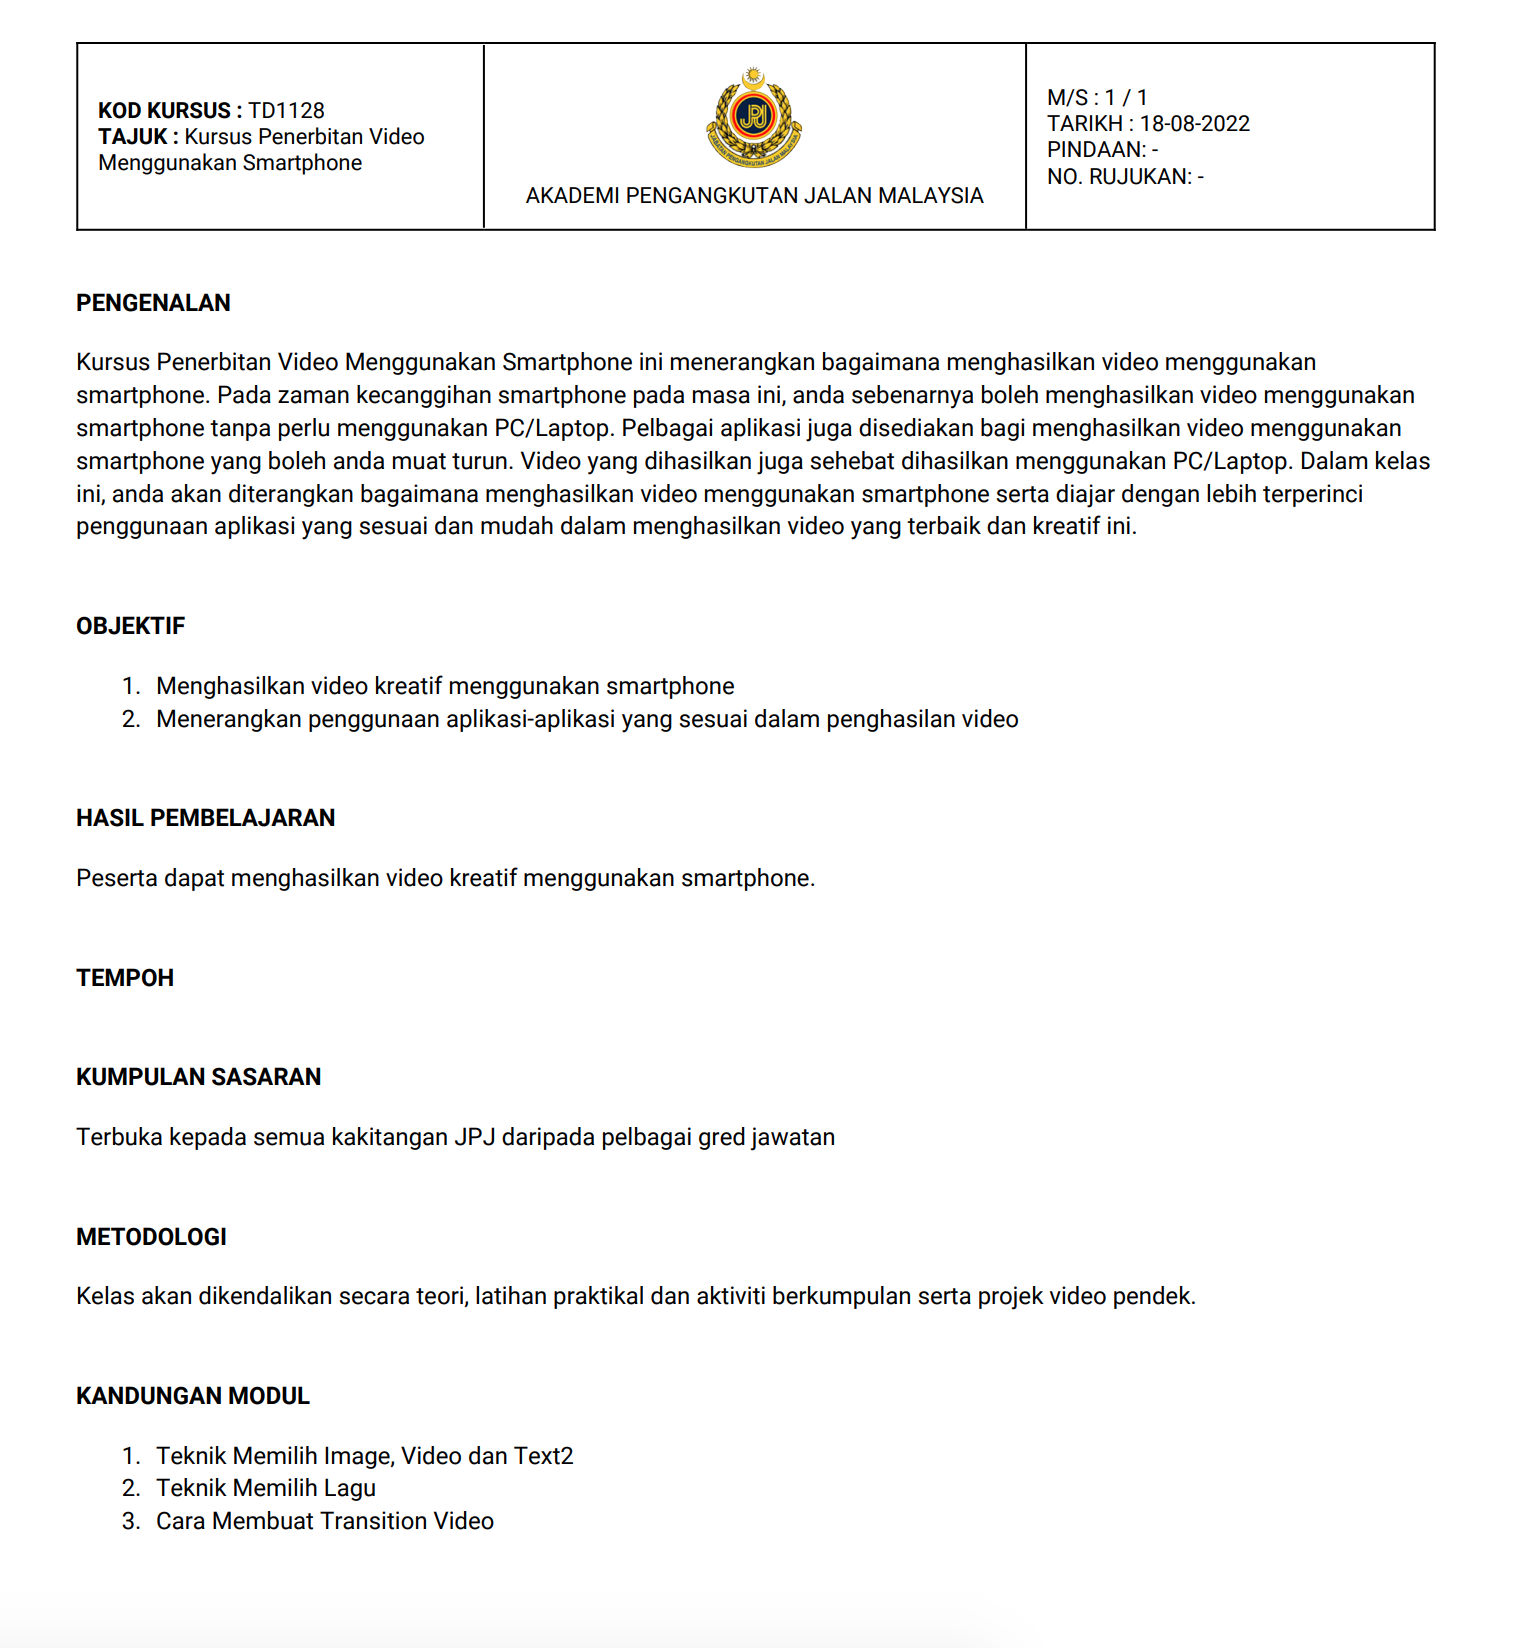 KOD KURSUS : TD1128
TAJUK : Kursus Penerbitan Video
Menggunakan Smartphone
JPJ
JABATAN PENGANGKUTAN JALAN MALAYSIA
AKADEMI PENGANGKUTAN JALAN MALAYSIA
M/S : 1 / 1
TARIKH : 18-08-2022
PINDAAN: -
NO. RUJUKAN: -
PENGENALAN
Kursus Penerbitan Video Menggunakan Smartphone ini menerangkan bagaimana menghasilkan video menggunakan
smartphone. Pada zaman kecanggihan smartphone pada masa ini, anda sebenarnya boleh menghasilkan video menggunakan
smartphone tanpa perlu menggunakan PC/Laptop. Pelbagai aplikasi juga disediakan bagi menghasilkan video menggunakan
smartphone yang boleh anda muat turun. Video yang dihasilkan juga sehebat dihasilkan menggunakan PC/Laptop. Dalam kelas
ini, anda akan diterangkan bagaimana menghasilkan video menggunakan smartphone serta diajar dengan lebih terperinci
penggunaan aplikasi yang sesuai dan mudah dalam menghasilkan video yang terbaik dan kreatif ini.
OBJEKTIF
1. Menghasilkan video kreatif menggunakan smartphone
2. Menerangkan penggunaan aplikasi-aplikasi yang sesuai dalam penghasilan video
HASIL PEMBELAJARAN
Peserta dapat menghasilkan video kreatif menggunakan smartphone.
TEMPOH
KUMPULAN SASARAN
Terbuka kepada semua kakitangan JPJ daripada pelbagai gred jawatan
METODOLOGI
Kelas akan dikendalikan secara teori, latihan praktikal dan aktiviti berkumpulan serta projek video pendek.
KANDUNGAN MODUL
1. Teknik Memilih Image, Video dan Text2
2. Teknik Memilih Lagu
3. Cara Membuat Transition Video